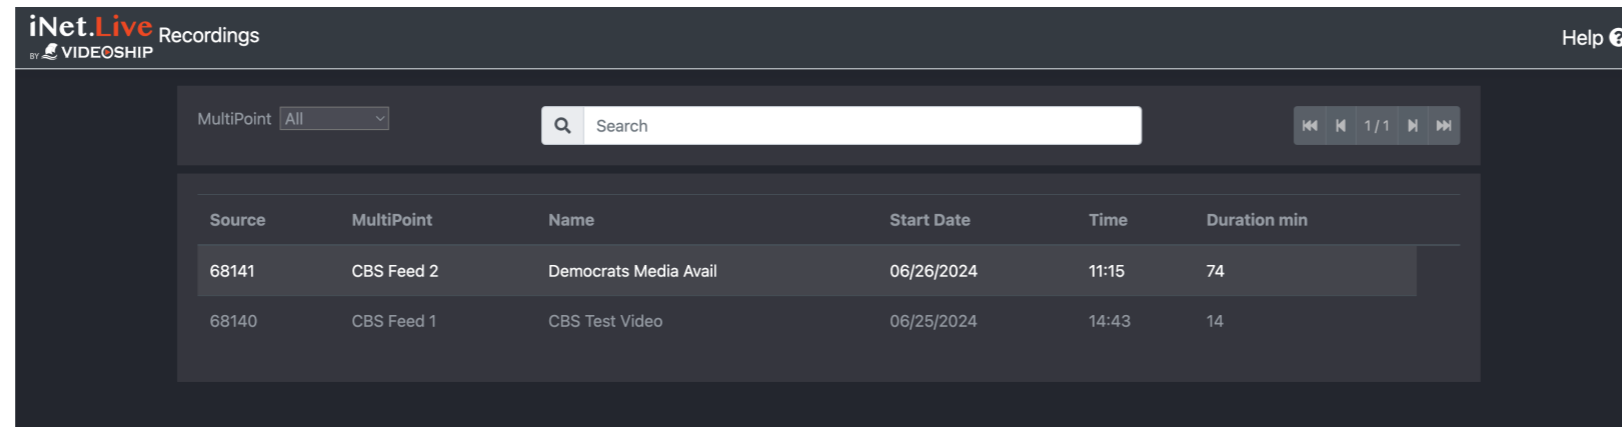 iNet.Live Recordings
BY VIDEOSHIP
Help ?
MultiPoint All
Search
1 / 1
Source MultiPoint Name Start Date Time Duration min
68141 CBS Feed 2 Democrats Media Avail 06/26/2024 11:15 74
68140 CBS Feed 1 CBS Test Video 06/25/2024 14:43 14